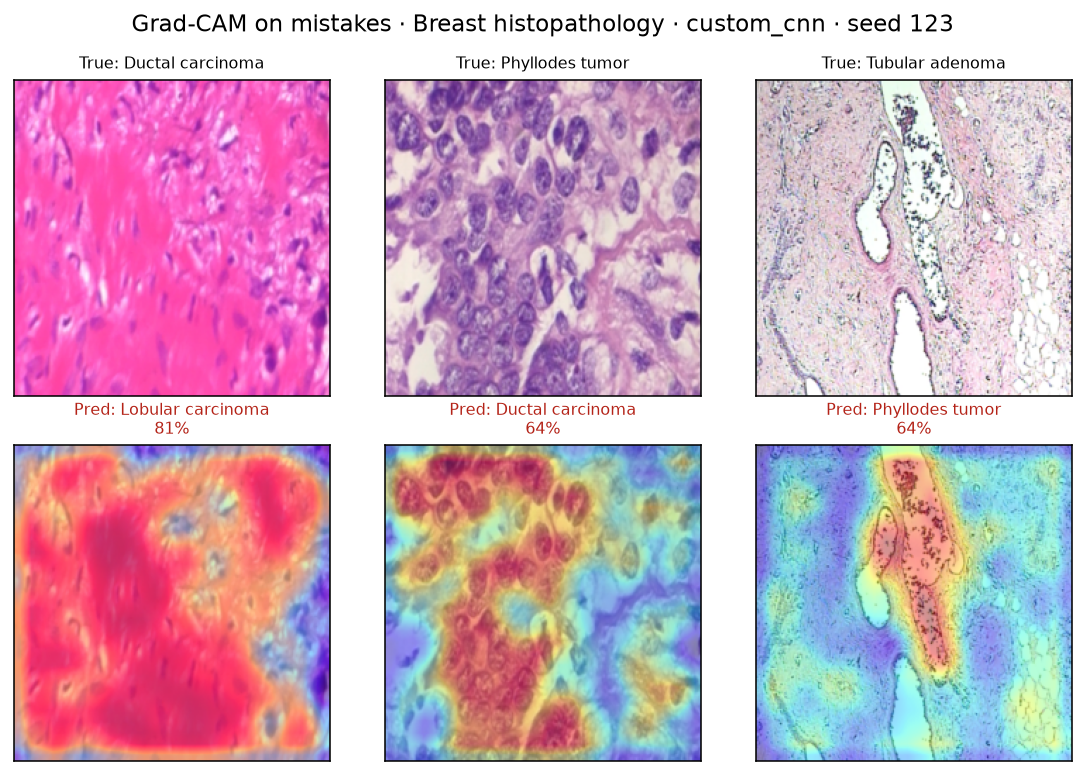 Grad-CAM on mistakes · Breast histopathology · custom_cnn · seed 123
True: Ductal carcinoma
True: Phyllodes tumor
True: Tubular adenoma
Pred: Lobular carcinoma
81%
Pred: Ductal carcinoma
64%
Pred: Phyllodes tumor
64%